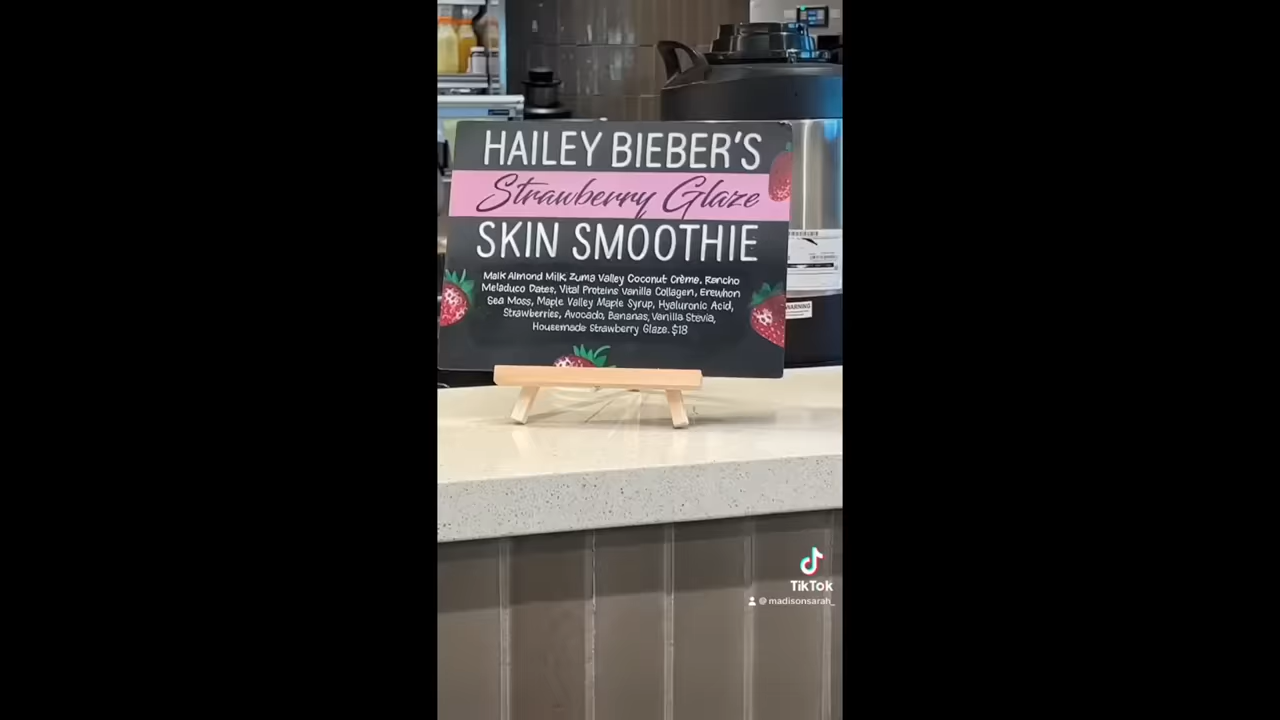 HAILEY BIEBER'S
Strawberry Glaze
SKIN SMOOTHIE
Malk Almond Milk, Zuma Valley Coconut Crème, Rancho
Meladuco Dates, Vital Proteins Vanilla Collagen, Erewhon
Sea Moss, Maple Valley Maple Syrup, Hyaluronic Acid,
Strawberries, Avocado, Bananas, Vanilla Stevia,
Housemade Strawberry Glaze. $18
WARNING
TikTok
@madisonsarah_